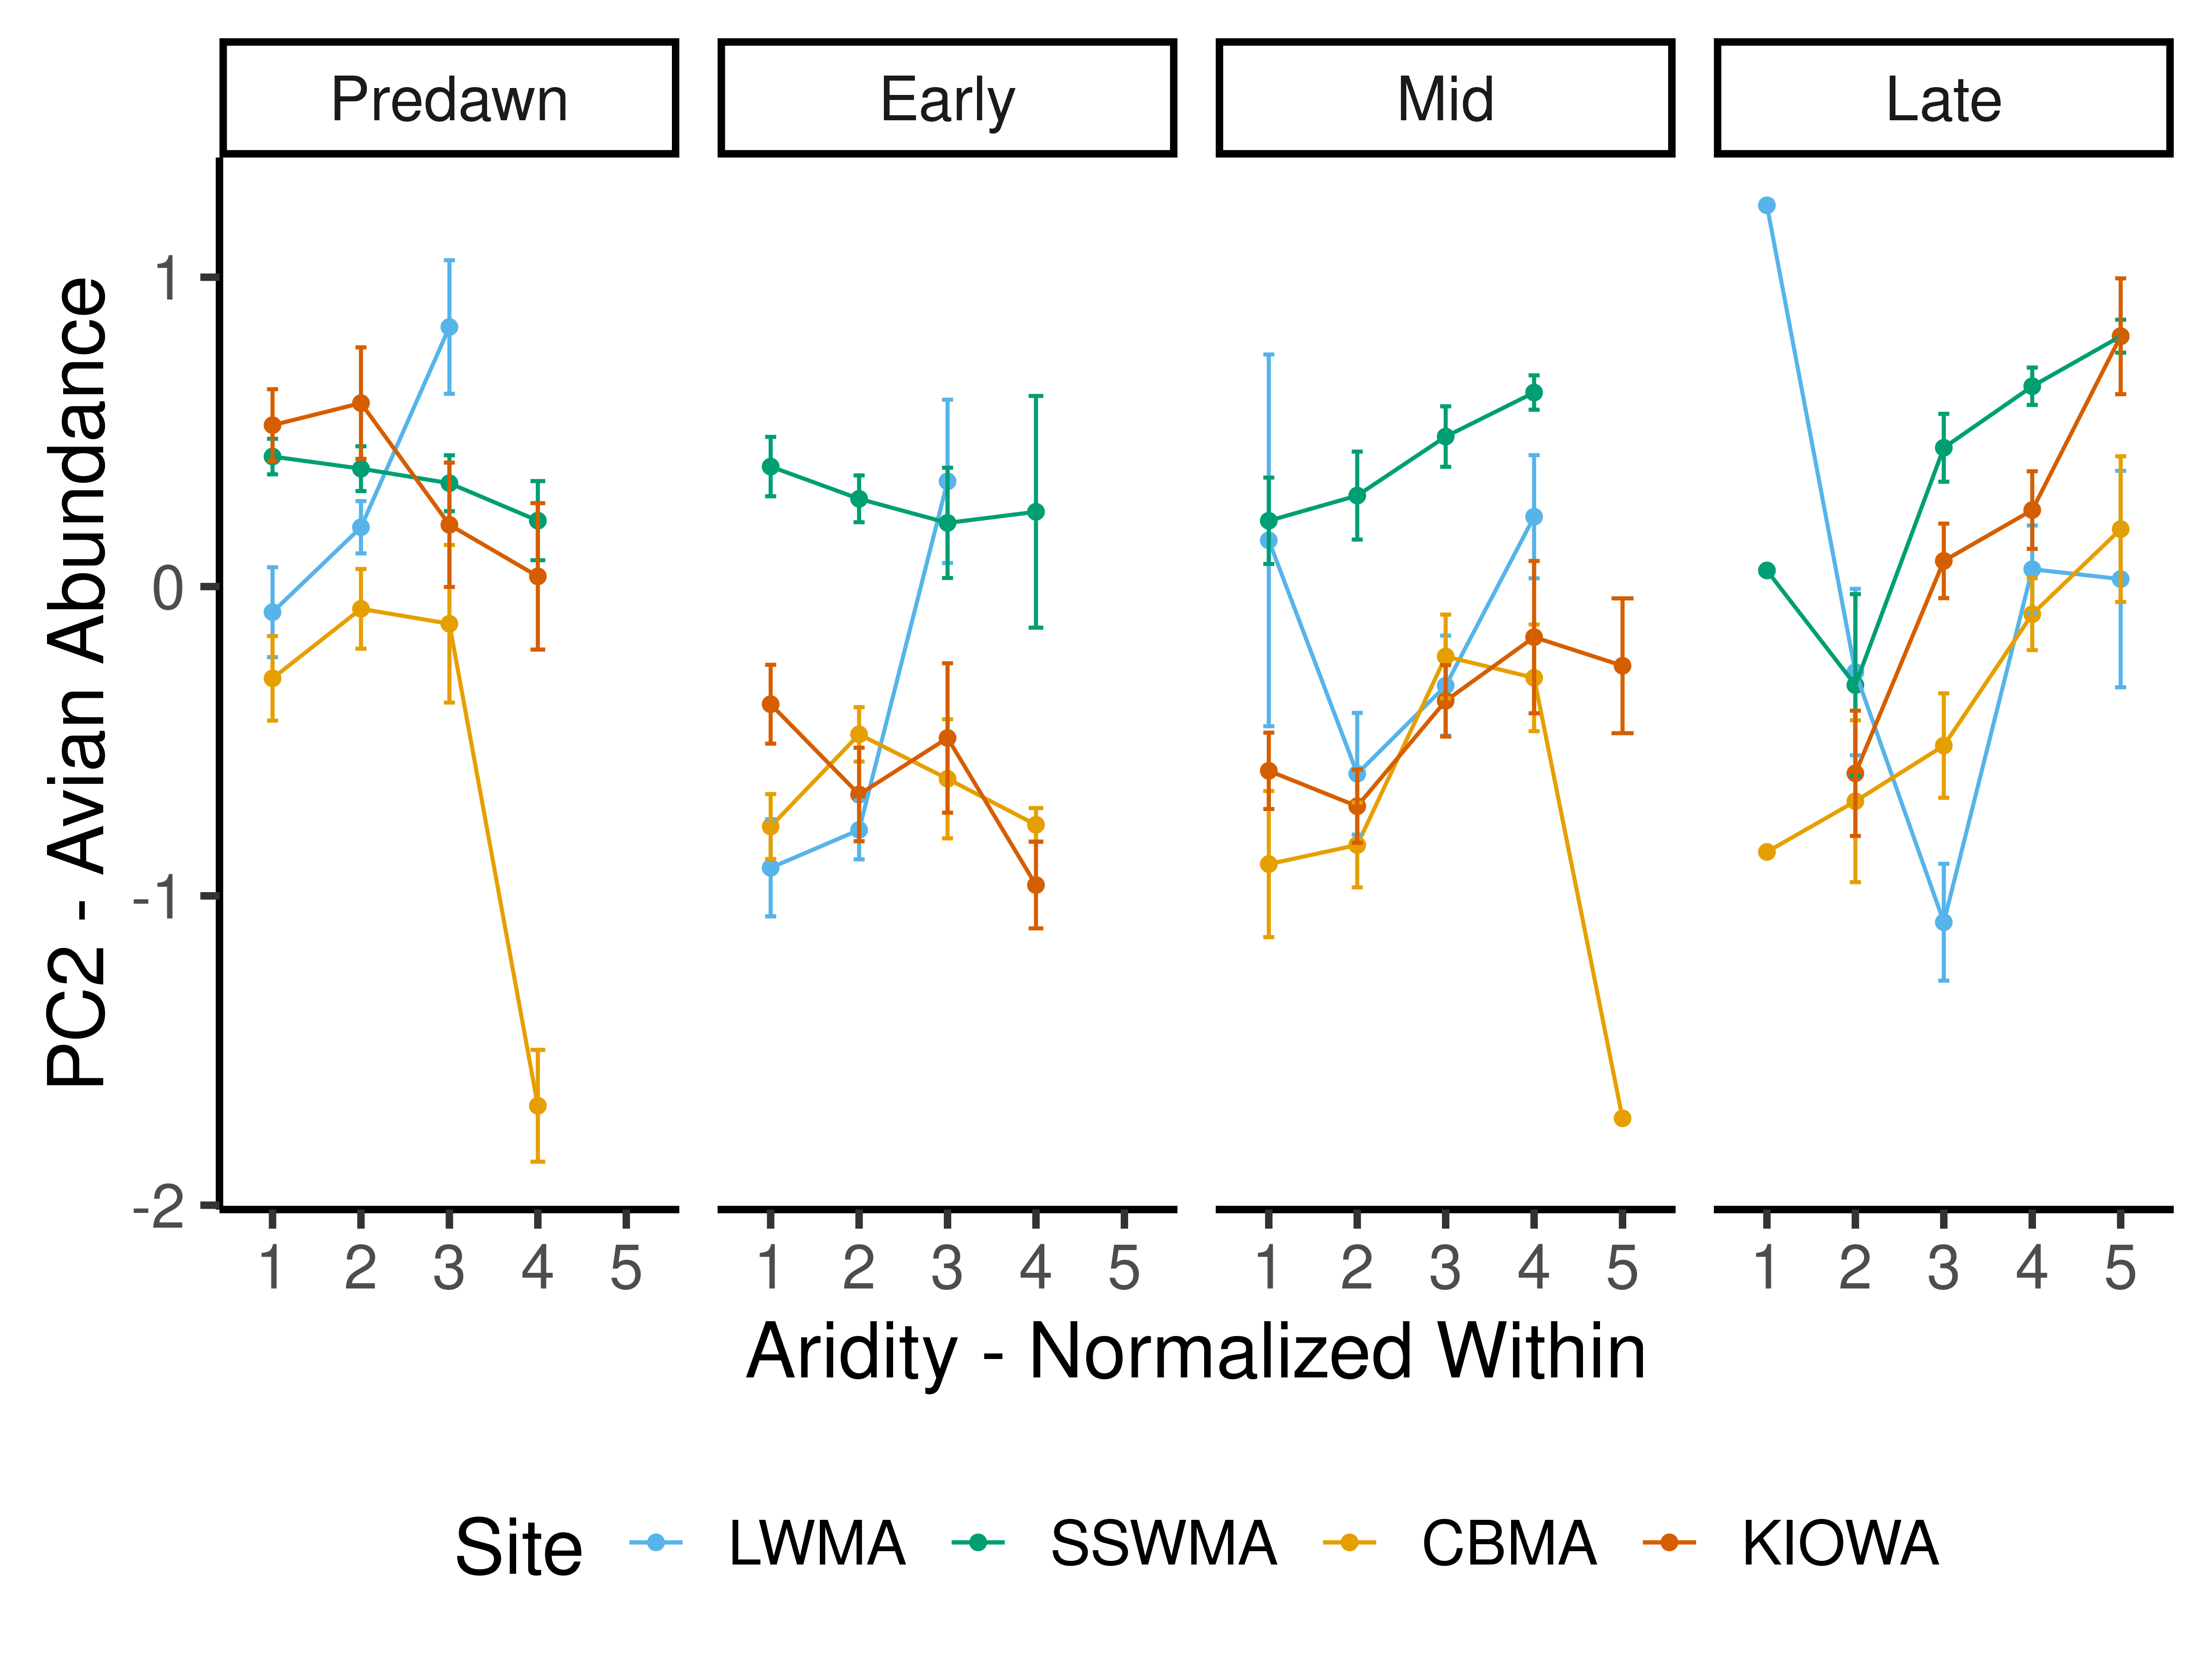 Predawn Early Mid Late
PC2 - Avian Abundance
1
0
-1
-2
1 2 3 4 5 1 2 3 4 5 1 2 3 4 5 1 2 3 4 5
Aridity - Normalized Within
Site LWMA SSWMA CBMA KIOWA